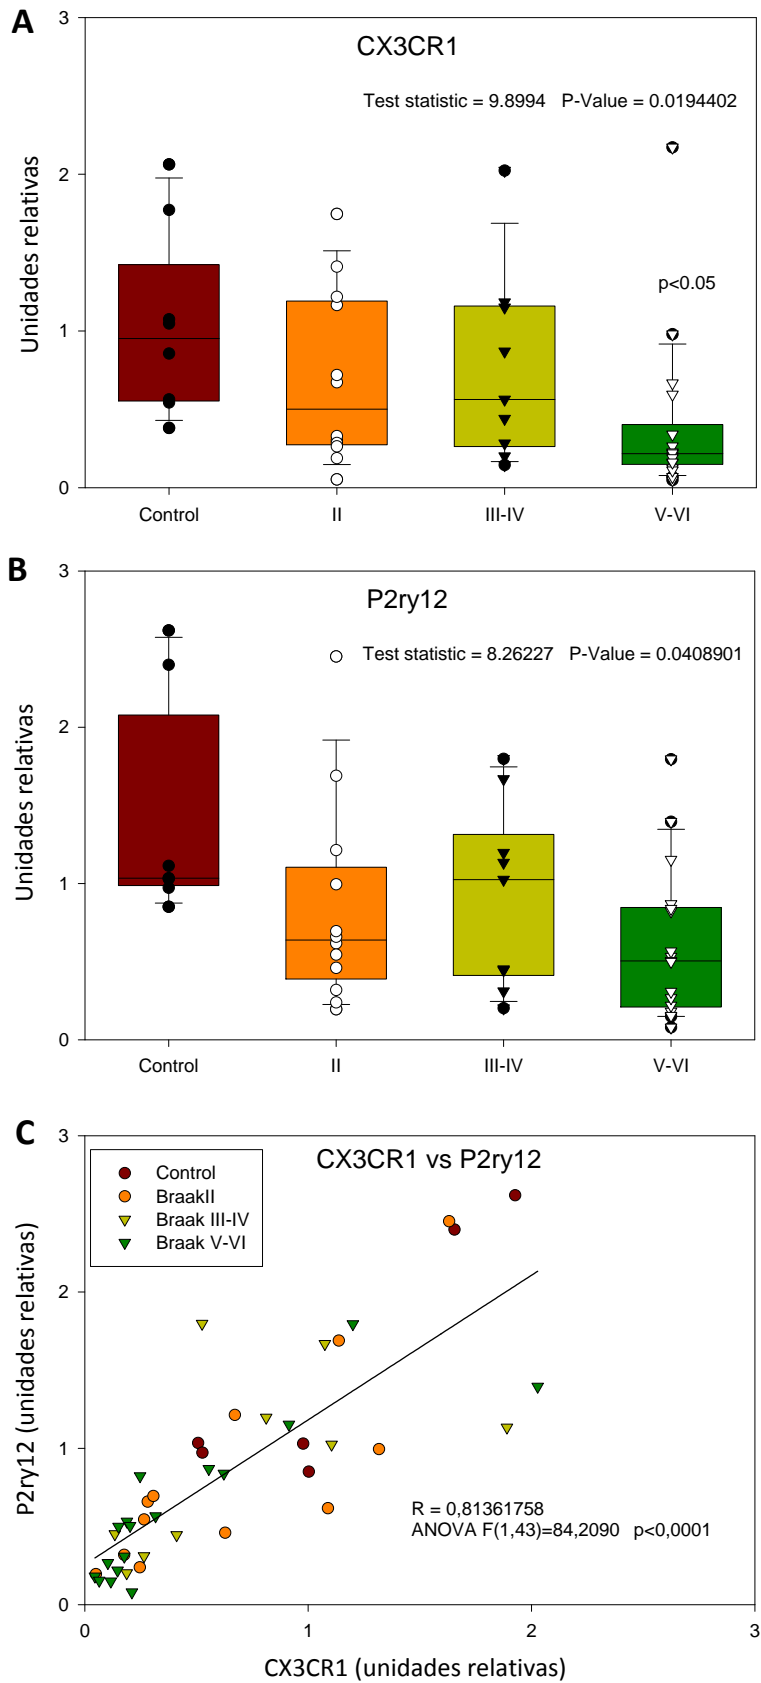 A
CX3CR1
Test statistic = 9.8994 P-Value = 0.0194402
p<0.05
Unidades relativas
3
2
1
0
Control II III-IV V-VI
B
P2ry12
Test statistic = 8.26227 P-Value = 0.0408901
Unidades relativas
3
2
1
0
Control II III-IV V-VI
C
CX3CR1 vs P2ry12
Control
BraakII
Braak III-IV
Braak V-VI
R = 0,81361758
ANOVA F(1,43)=84,2090 p<0,0001
P2ry12 (unidades relativas)
3
2
1
0
0 1 2 3
CX3CR1 (unidades relativas)